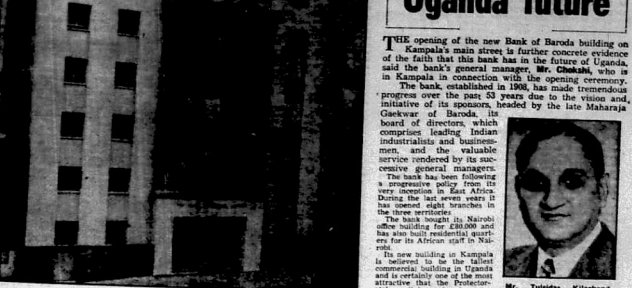 Uganda future
THE opening of the new Bank of Baroda building on
Kampala's main street is further concrete evidence
of the faith that this bank has in the future of Uganda,
said the bank's general manager, Mr. Chokshi, who is
in Kampala in connection with the opening ceremony.
The bank, established in 1908, has made tremendous
progress over the past 53 years due to the vision and
initiative of its sponsors, headed by the late Maharaja
Gaekwar of Baroda, its
board of directors, which
comprises leading Indian
industrialists and business-
men, and the valuable
service rendered by its suc-
cessive general managers.
The bank has been following
a progressive policy from its
very inception in East Africa.
During the last seven years it
has opened eight branches in
the three territories
The bank bought its Nairobi
office building for £80,000 and
has also built residential quart-
ers for its African staff in Nai-
robi.
Its new building in Kampala
is believed to be the tallest
commercial building in Uganda
and is certainly one of the most
attractive that the Protector-
Mr. Tulsidas Kilachand